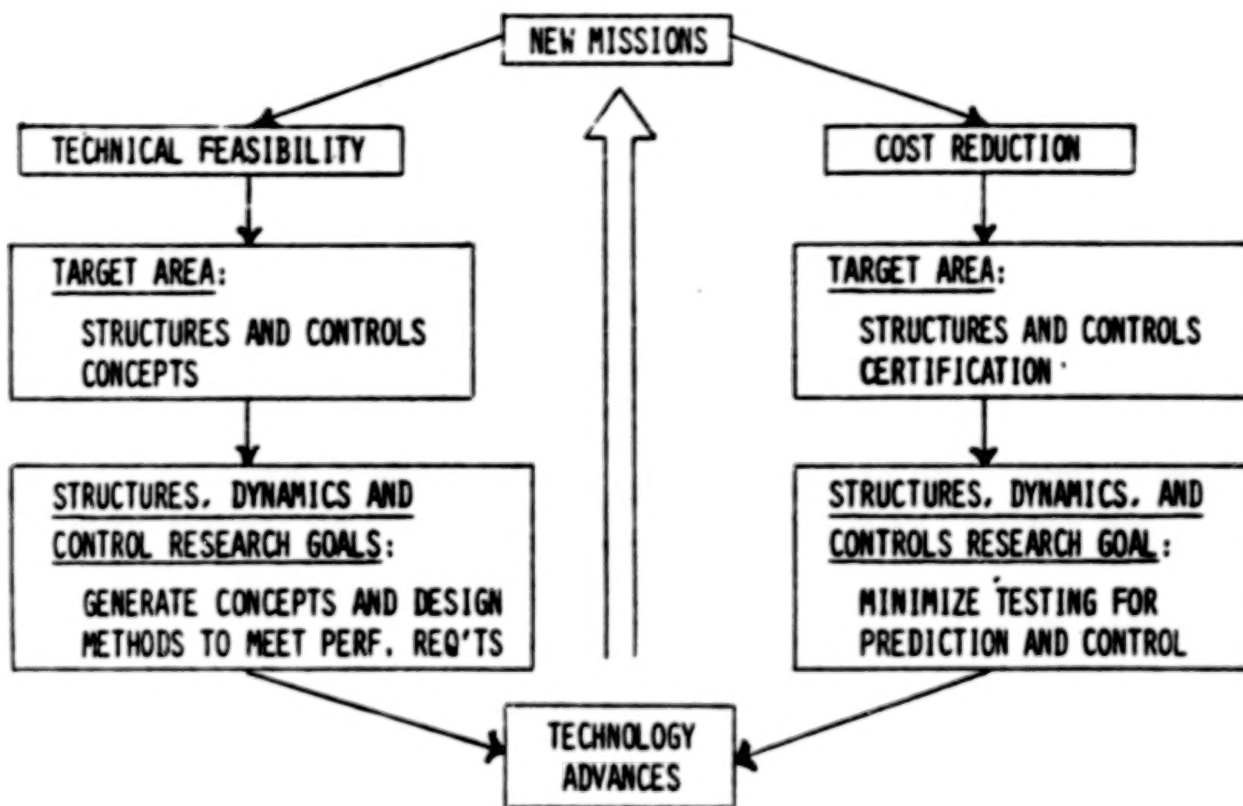 NEW MISSIONS
TECHNICAL FEASIBILITY
TARGET AREA:
STRUCTURES AND CONTROLS
CONCEPTS
STRUCTURES, DYNAMICS AND
CONTROL RESEARCH GOALS:
GENERATE CONCEPTS AND DESIGN
METHODS TO MEET PERF. REQ'TS
COST REDUCTION
TARGET AREA:
STRUCTURES AND CONTROLS
CERTIFICATION
STRUCTURES, DYNAMICS, AND
CONTROLS RESEARCH GOAL:
MINIMIZE TESTING FOR
PREDICTION AND CONTROL
TECHNOLOGY
ADVANCES